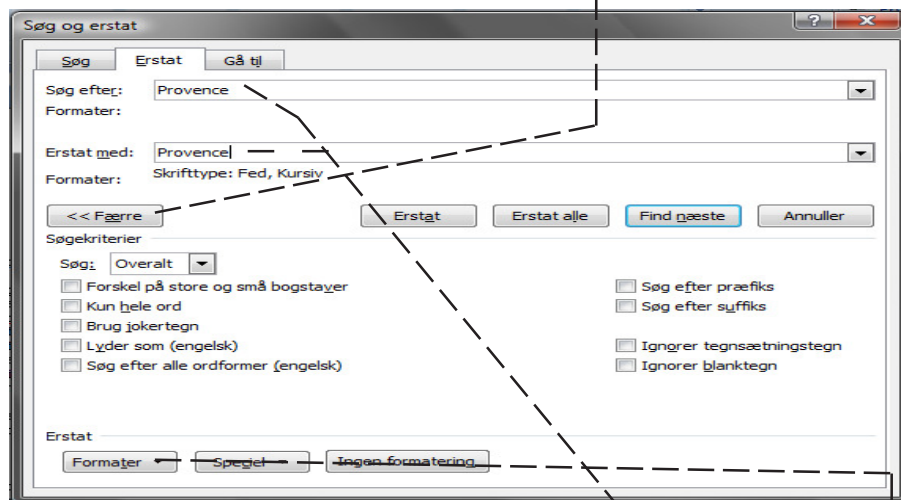 Søg og erstat
Søg Erstat Gå til
Søg efter: Provence
Formater:
Erstat med: Provence
Formater: Skrifttype: Fed, Kursiv
<< Færre Erstat Erstat alle Find næste Annuller
Søgekriterier
Søg: Overalt
Forskel på store og små bogstaver Søg efter præfiks
Kun hele ord Søg efter suffiks
Brug jokertegn
Lyder som (engelsk) Ignorer tegnsætningstegn
Søg efter alle ordformer (engelsk) Ignorer blanktegn
Erstat
Formater Speciel Ingen formatering